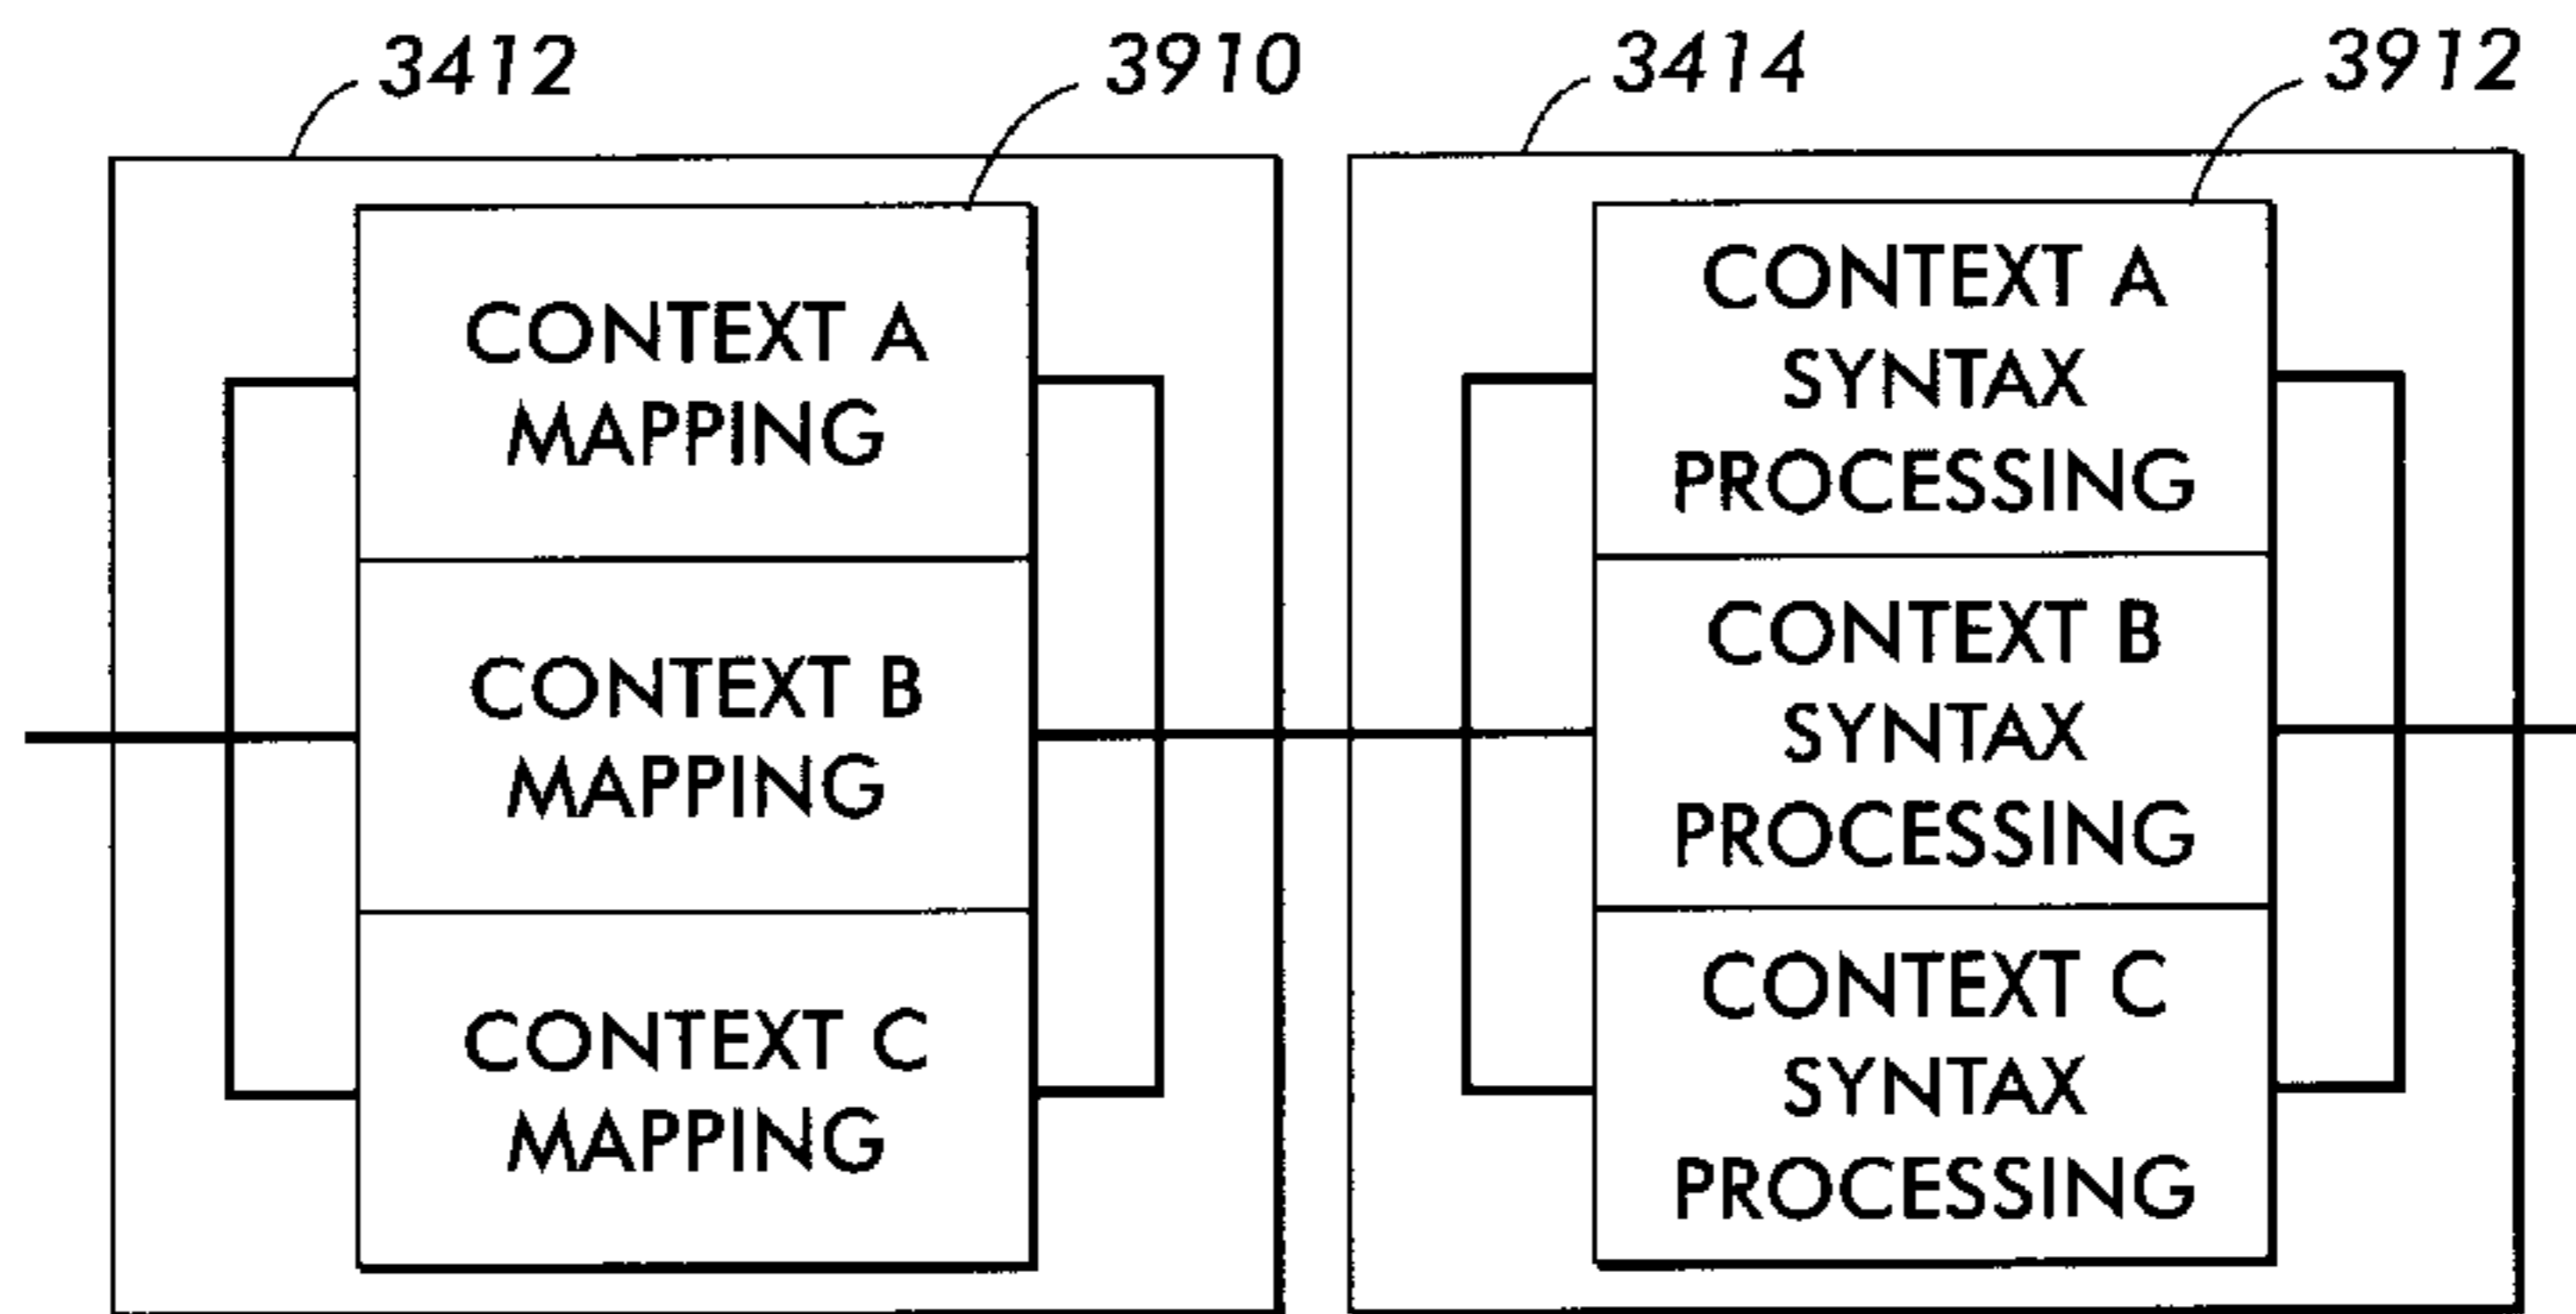 3412
3910
3414
3912
CONTEXT A
MAPPING
CONTEXT B
MAPPING
CONTEXT C
MAPPING
CONTEXT A
SYNTAX
PROCESSING
CONTEXT B
SYNTAX
PROCESSING
CONTEXT C
SYNTAX
PROCESSING